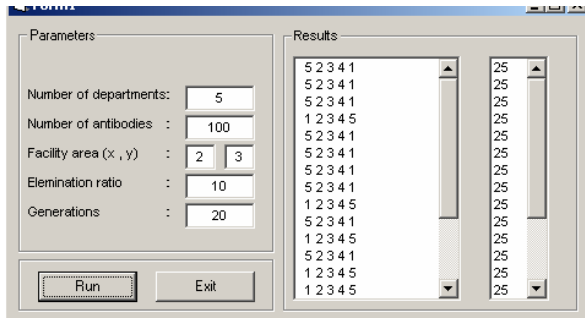 Form1
Parameters
Number of departments: 5
Number of antibodies : 100
Facility area (x , y) : 2 3
Elemination ratio : 10
Generations : 20
Run Exit
Results
5 2 3 4 1 25
5 2 3 4 1 25
5 2 3 4 1 25
1 2 3 4 5 25
5 2 3 4 1 25
5 2 3 4 1 25
5 2 3 4 1 25
5 2 3 4 1 25
1 2 3 4 5 25
5 2 3 4 1 25
1 2 3 4 5 25
5 2 3 4 1 25
1 2 3 4 5 25
1 2 3 4 5 25